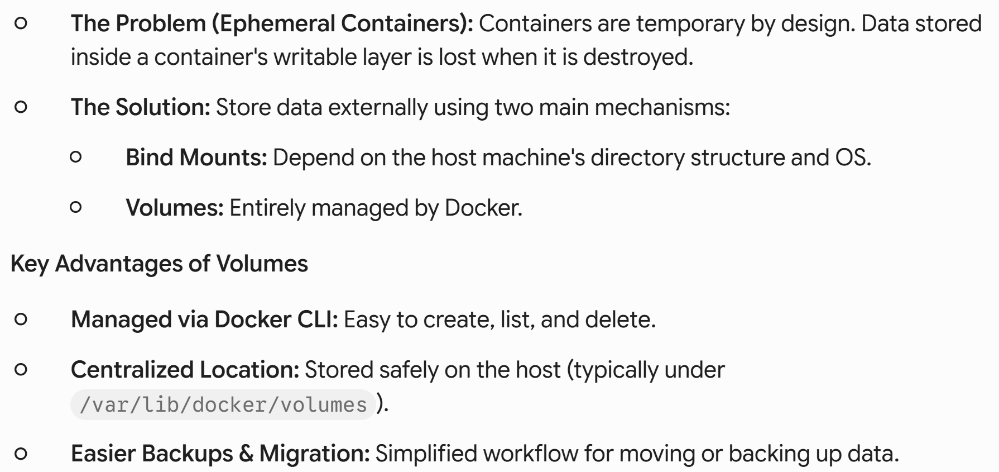 The Problem (Ephemeral Containers): Containers are temporary by design. Data stored
inside a container's writable layer is lost when it is destroyed.
The Solution: Store data externally using two main mechanisms:
Bind Mounts: Depend on the host machine's directory structure and OS.
Volumes: Entirely managed by Docker.
Key Advantages of Volumes
Managed via Docker CLI: Easy to create, list, and delete.
Centralized Location: Stored safely on the host (typically under
/var/lib/docker/volumes).
Easier Backups & Migration: Simplified workflow for moving or backing up data.